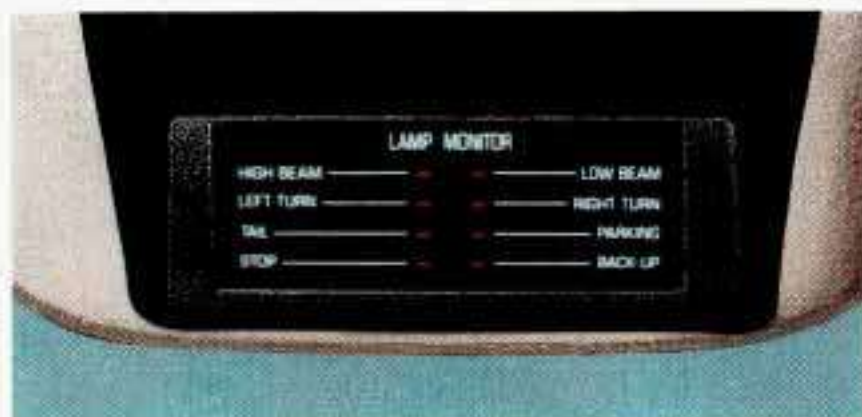 LAMP MONITOR
HIGH BEAM LOW BEAM
LEFT TURN RIGHT TURN
TAIL PARKING
STOP BACK UP